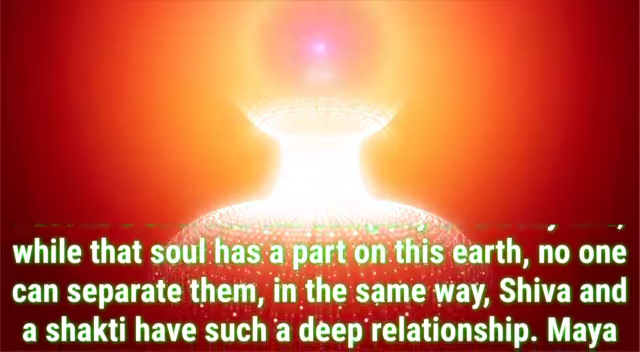 while that soul has a part on this earth, no one
can separate them, in the same way, Shiva and
a shakti have such a deep relationship. Maya